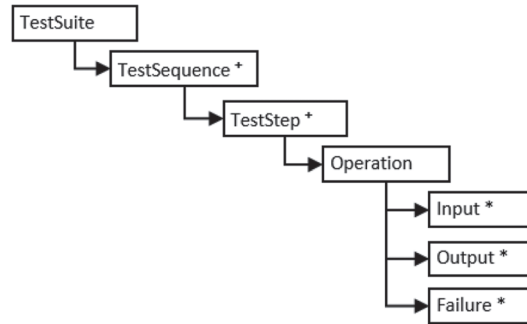 TestSuite
TestSequence +
TestStep +
Operation
Input *
Output *
Failure *